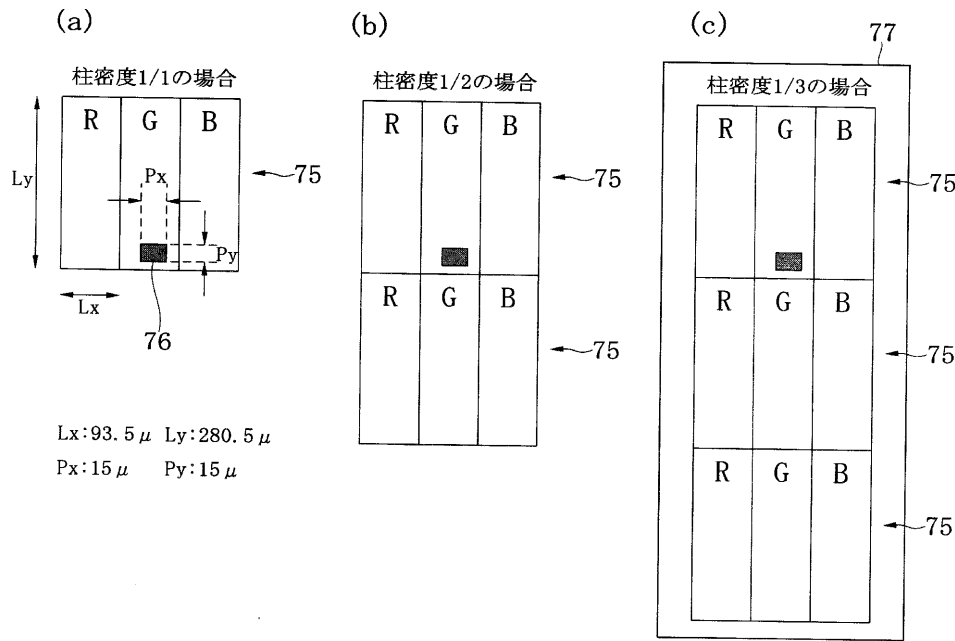 (a)
柱密度1/1の場合
R G B
Ly
Px
Py
Lx
75
76
Lx:93.5μ Ly:280.5μ
Px:15μ Py:15μ
(b)
柱密度1/2の場合
R G B
75
R G B
75
(c)
77
柱密度1/3の場合
R G B
75
R G B
75
R G B
75